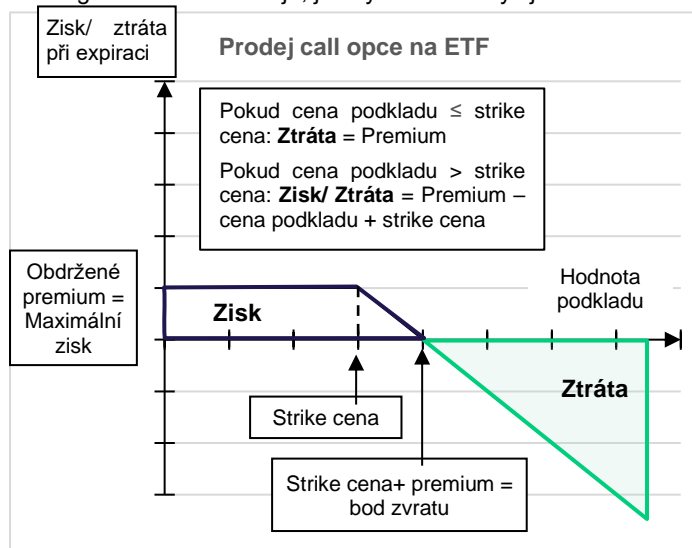 Zisk/ ztráta
při expiraci
Prodej call opce na ETF
Pokud cena podkladu ≤ strike
cena: Ztráta = Premium
Pokud cena podkladu > strike
cena: Zisk/ Ztráta = Premium –
cena podkladu + strike cena
Obdržené
premium =
Maximální
zisk
Hodnota
podkladu
Zisk
Ztráta
Strike cena
Strike cena+ premium =
bod zvratu